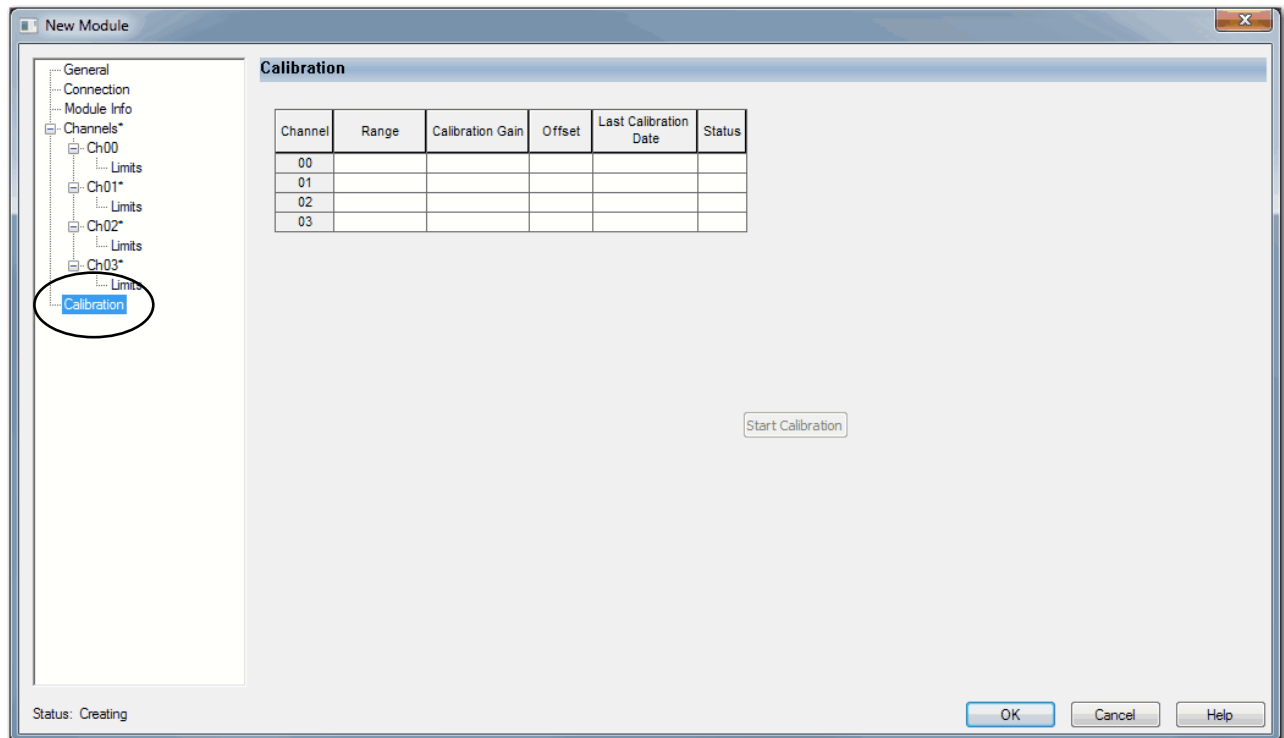 New Module
General
Connection
Module Info
Channels*
Ch00
Limits
Ch01*
Limits
Ch02*
Limits
Ch03*
Limits
Calibration
Calibration
Channel Range Calibration Gain Offset Last Calibration Date Status
00
01
02
03
Start Calibration
Status: Creating
OK Cancel Help